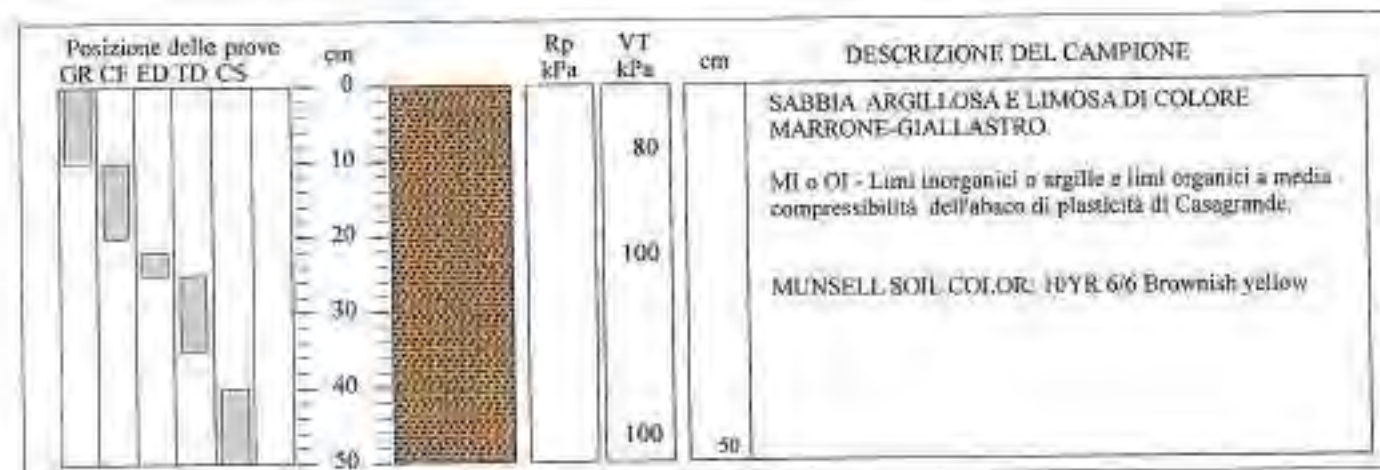 Posizione delle prove
GR CF ED TD CS
cm
0
10
20
30
40
50
Rp
kPa
VT
kPa
80
100
100
cm
50
DESCRIZIONE DEL CAMPIONE
SABBIA ARGILLOSA E LIMOSA DI COLORE
MARRONE-GIALLASTRO.
MI o OI - Limi inorganici o argille e limi organici a media
compressibilità dell'abaco di plasticità di Casagrande.
MUNSELL SOIL COLOR: 10YR 6/6 Brownish yellow